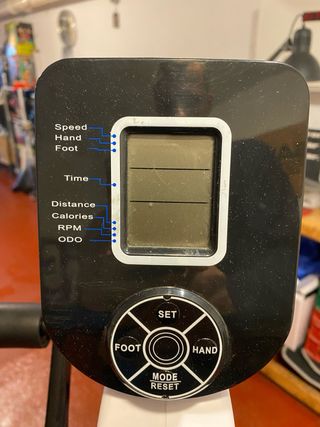 Speed
Hand
Foot
Time
Distance
Calories
RPM
ODO
SET
FOOT
HAND
MODE
RESET